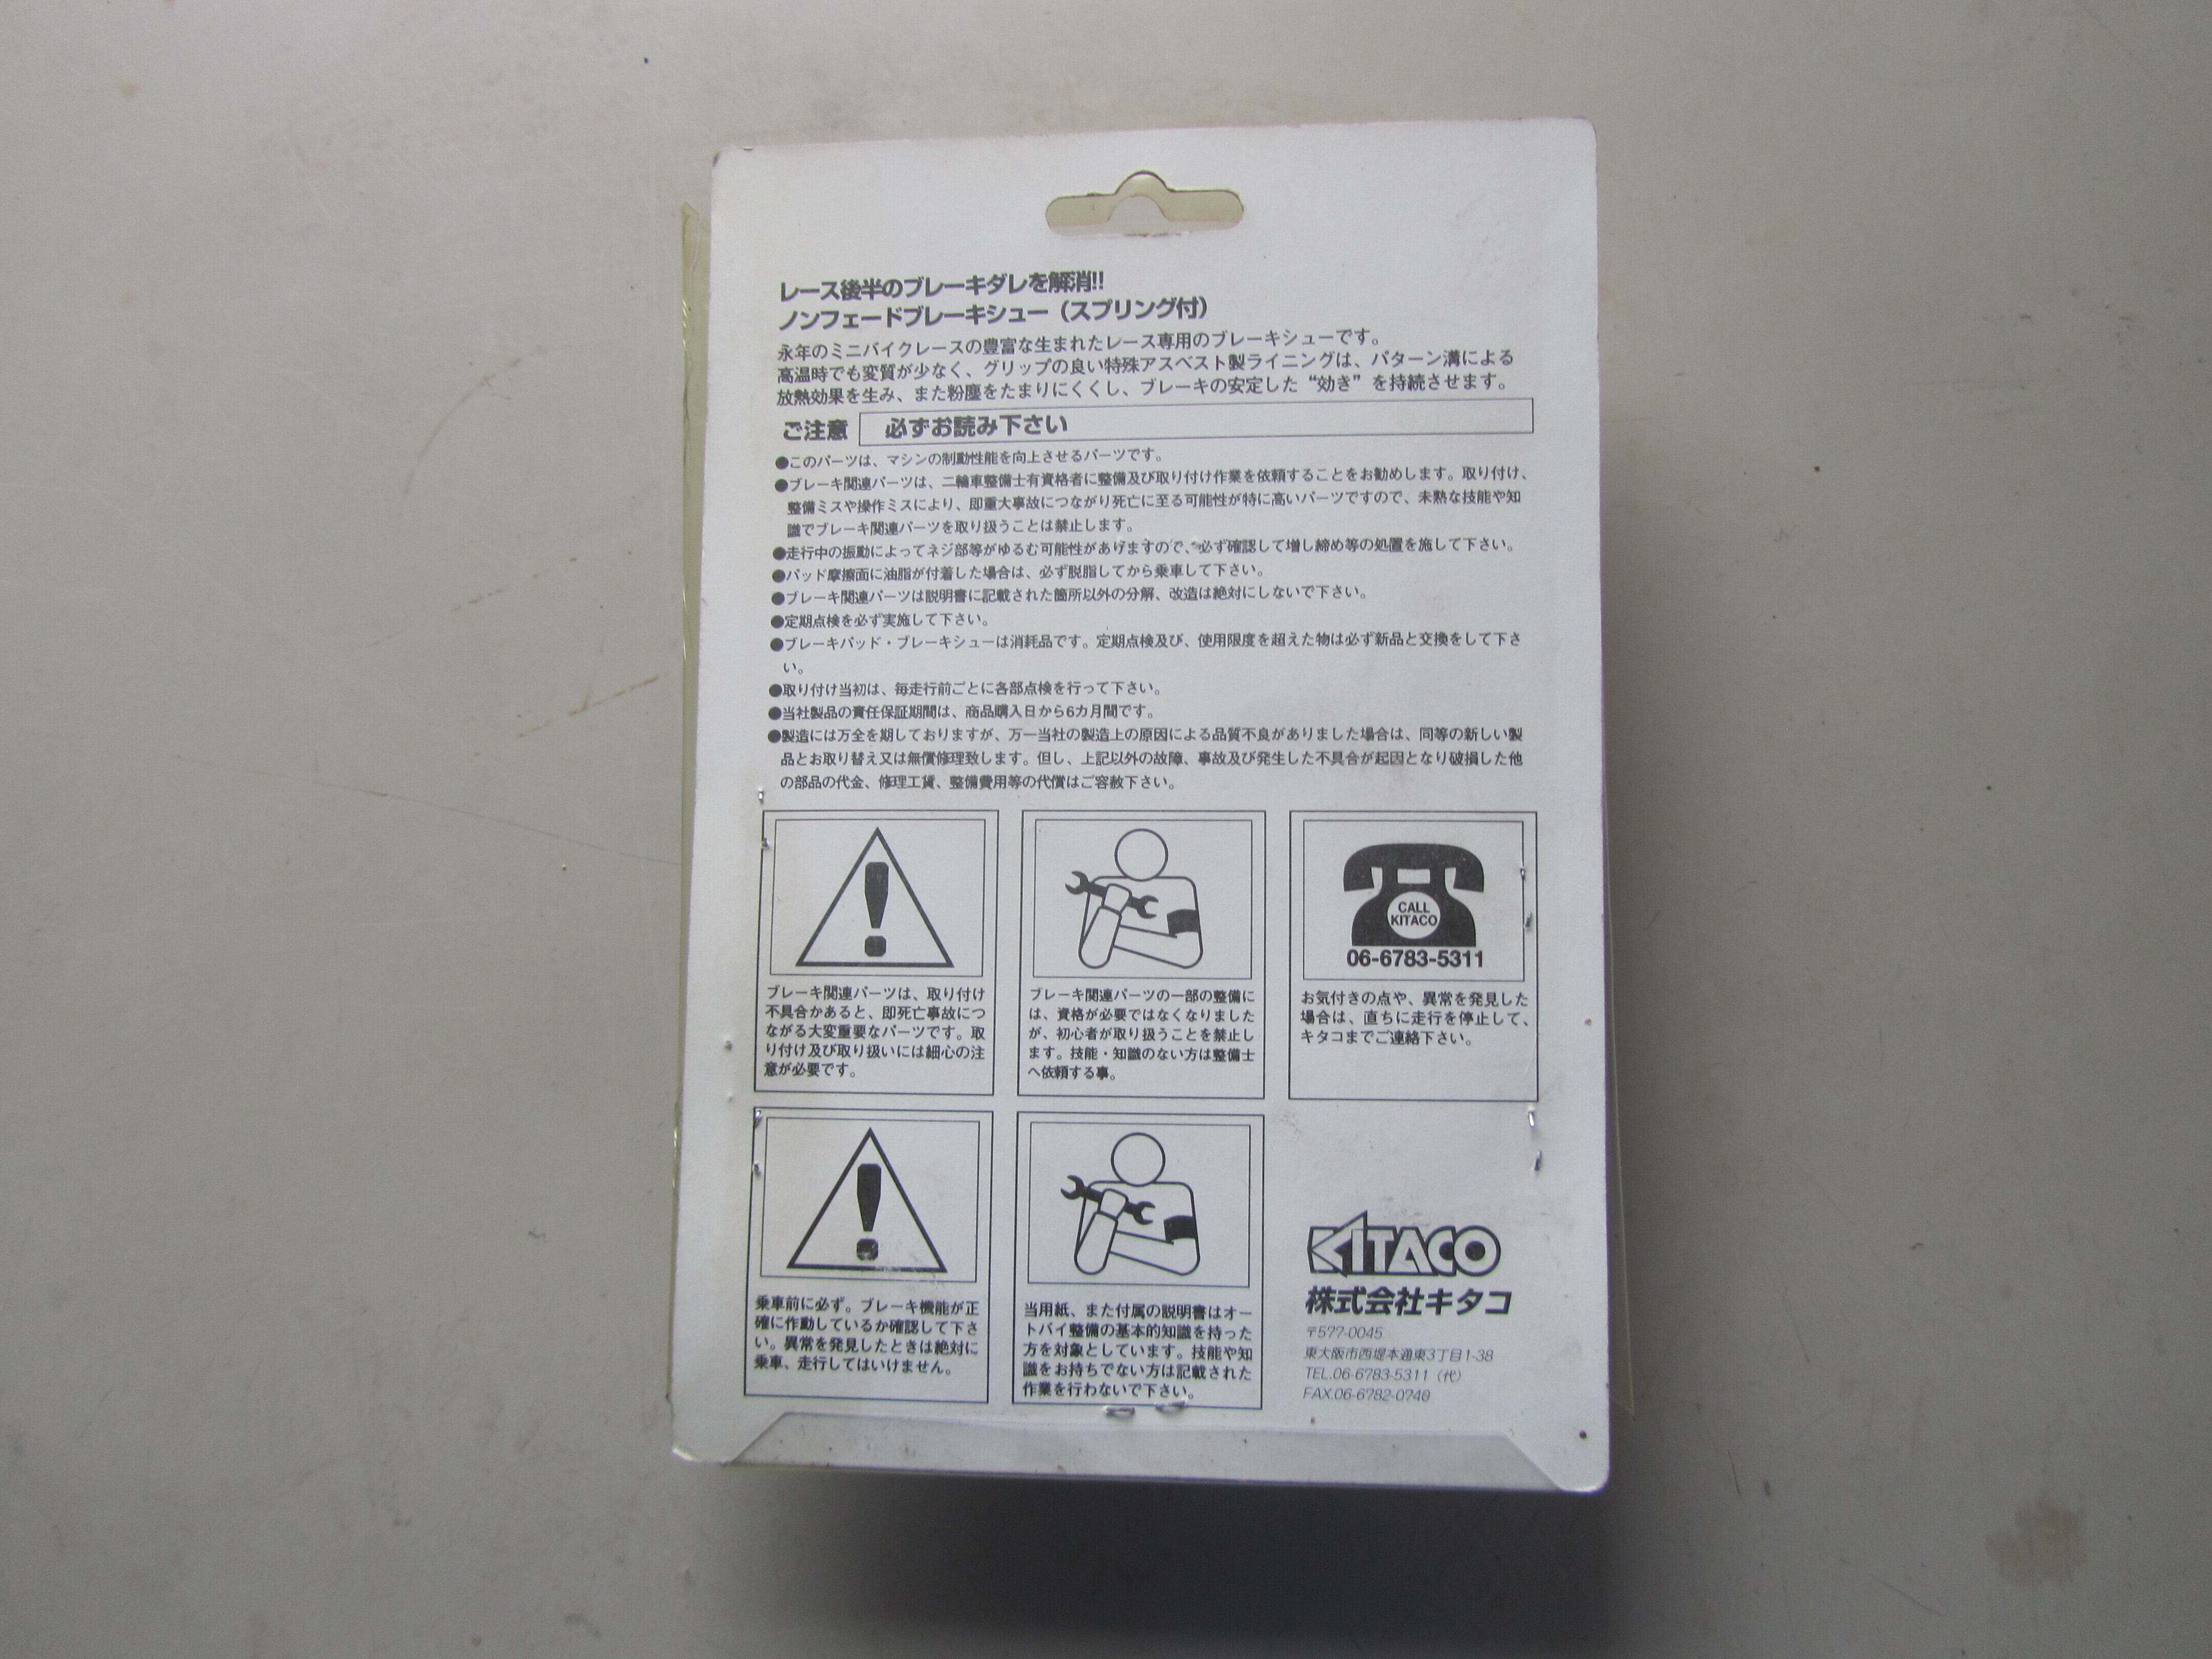 レース後半のブレーキダレを解消!!
ノンフェードブレーキシュー（スプリング付）
永年のミニバイクレースの豊富な生まれたレース専用のブレーキシューです。
高温時でも変質が少なく、グリップの良い特殊アスベスト製ライニングは、パターン溝による
放熱効果を生み、また粉塵をたまりにくくし、ブレーキの安定した“効き”を持続させます。
ご注意 必ずお読み下さい
●このパーツは、マシンの制動性能を向上させるパーツです。
●ブレーキ関連パーツは、二輪車整備士有資格者に整備及び取り付け作業を依頼することをお勧めします。取り付け、
整備ミスや操作ミスにより、即重大事故につながり死亡に至る可能性が特に高いパーツですので、未熟な技能や知
識でブレーキ関連パーツを取り扱うことは禁止します。
●走行中の振動によってネジ部等がゆるむ可能性がありますので、必ず確認して増し締め等の処置を施して下さい。
●パッド摩擦面に油脂が付着した場合は、必ず脱脂してから乗車して下さい。
●ブレーキ関連パーツは説明書に記載された箇所以外の分解、改造は絶対にしないで下さい。
●定期点検を必ず実施して下さい。
●ブレーキパッド・ブレーキシューは消耗品です。定期点検及び、使用限度を超えた物は必ず新品と交換をして下さ
い。
●取り付け当初は、毎走行前ごとに各部点検を行って下さい。
●当社製品の責任保証期間は、商品購入日から6カ月間です。
●製造には万全を期しておりますが、万一当社の製造上の原因による品質不良がありました場合は、同等の新しい製
品とお取り替え又は無償修理致します。但し、上記以外の故障、事故及び発生した不具合が起因となり破損した他
の部品の代金、修理工賃、整備費用等の代償はご容赦下さい。
ブレーキ関連パーツは、取り付け
不具合かあると、即死亡事故につ
ながる大変重要なパーツです。取
り付け及び取り扱いには細心の注
意が必要です。
ブレーキ関連パーツの一部の整備に
は、資格が必要ではなくなりました
が、初心者が取り扱うことを禁止し
ます。技能・知識のない方は整備士
へ依頼する事。
CALL
KITACO
06-6783-5311
お気付きの点や、異常を発見した
場合は、直ちに走行を停止して、
キタコまでご連絡下さい。
乗車前に必ず。ブレーキ機能が正
確に作動しているか確認して下さ
い。異常を発見したときは絶対に
乗車、走行してはいけません。
当用紙、また付属の説明書はオー
トバイ整備の基本的知識を持った
方を対象としています。技能や知
識をお持ちでない方は記載された
作業を行わないで下さい。
KITACO
株式会社キタコ
〒577-0045
東大阪市西堤本通東3丁目1-38
TEL.06-6783-5311（代）
FAX.06-6782-0740